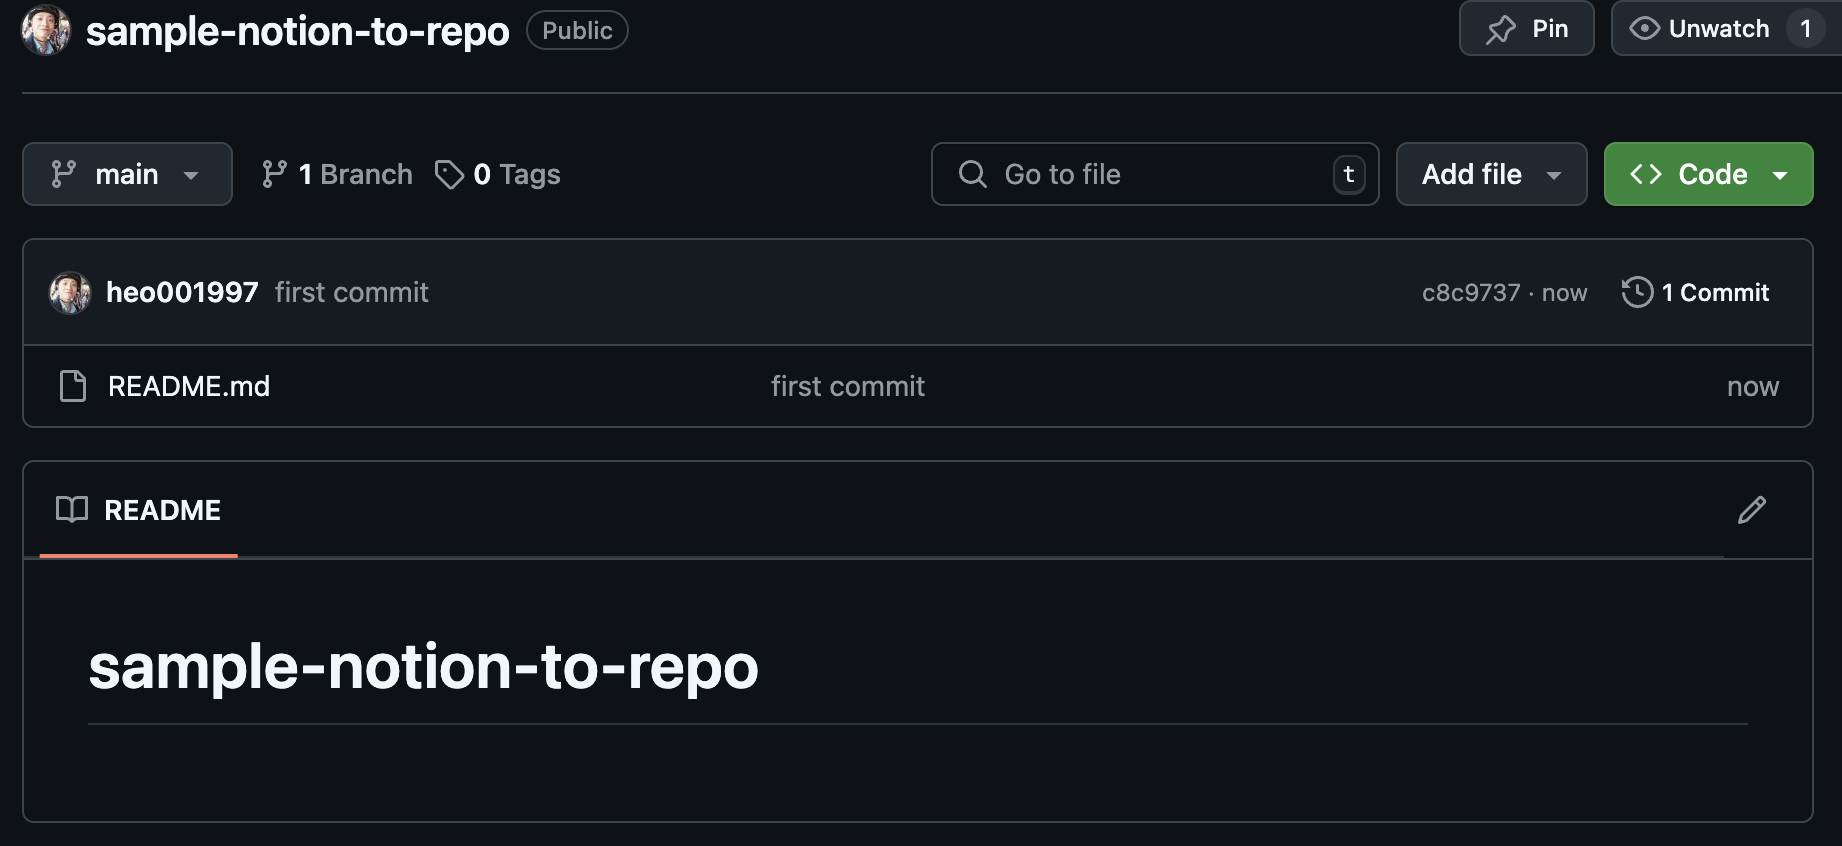 sample-notion-to-repo Public Pin Unwatch 1
main 1 Branch 0 Tags Go to file t Add file Code
heo001997 first commit c8c9737 · now 1 Commit
README.md first commit now
README
sample-notion-to-repo